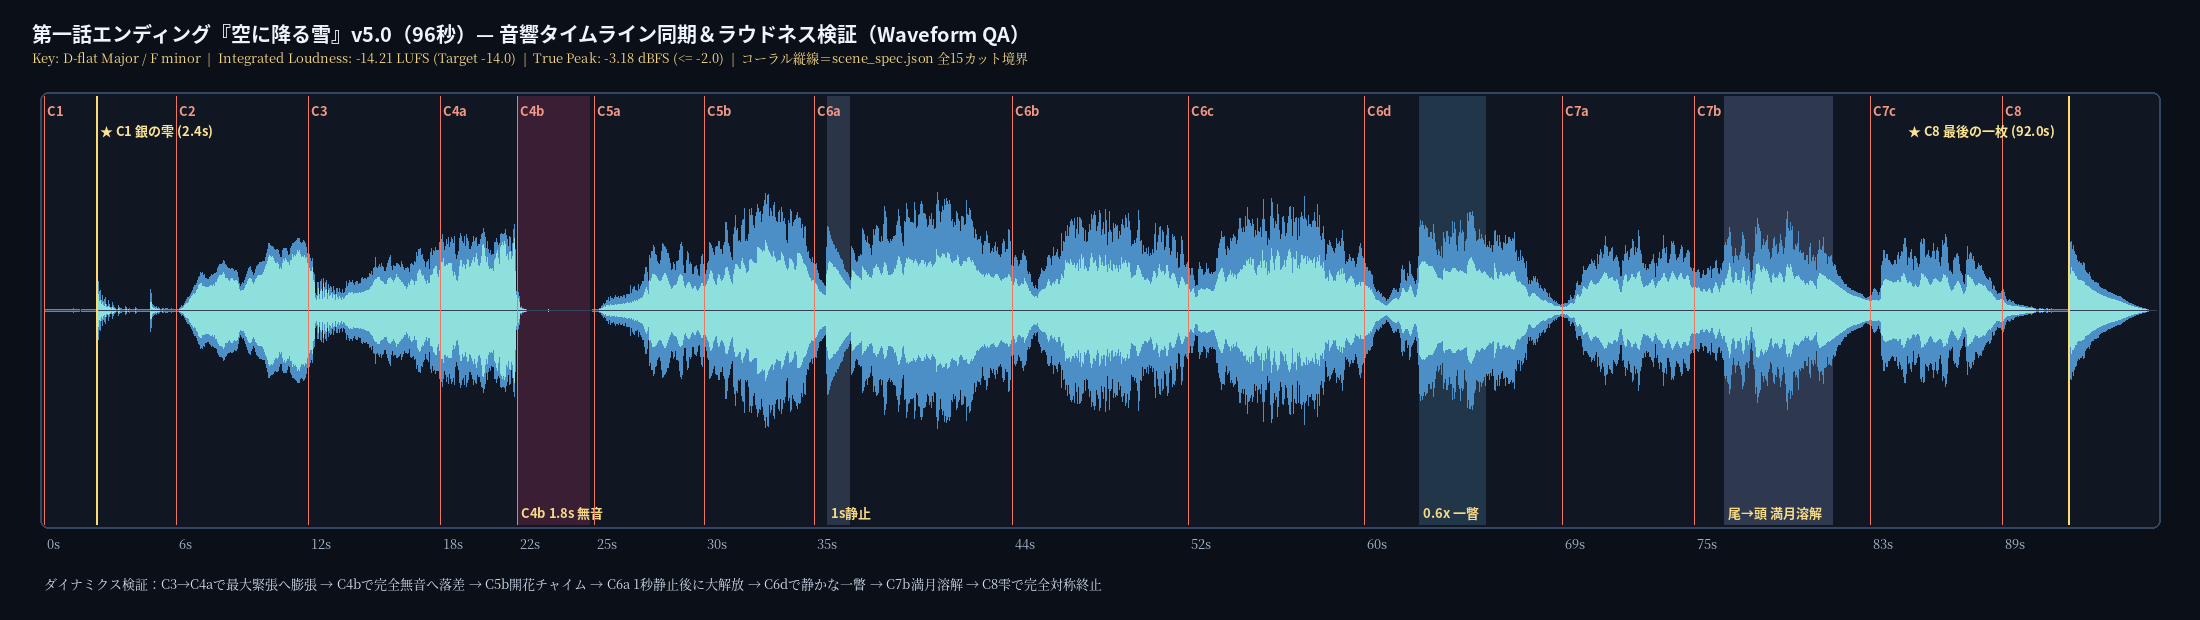 第一話エンディング『空に降る雪』v5.0（96秒）— 音響タイムライン同期＆ラウドネス検証（Waveform QA）
Key: D-flat Major / F minor | Integrated Loudness: -14.21 LUFS (Target -14.0) | True Peak: -3.18 dBFS (<= -2.0) | コーラル縦線＝scene_spec.json 全15カット境界
C1 C2 C3 C4a C4b C5a C5b C6a C6b C6c C6d C7a C7b C7c C8
★ C1 銀の雫 (2.4s) ★ C8 最後の一枚 (92.0s)
C4b 1.8s 無音 1s静止 0.6x 一瞥 尾→頭 満月溶解
0s 6s 12s 18s 22s 25s 30s 35s 44s 52s 60s 69s 75s 83s 89s
ダイナミクス検証：C3→C4aで最大緊張へ膨張 → C4bで完全無音へ落差 → C5b開花チャイム → C6a 1秒静止後に大解放 → C6dで静かな一瞥 → C7b満月溶解 → C8雫で完全対称終止